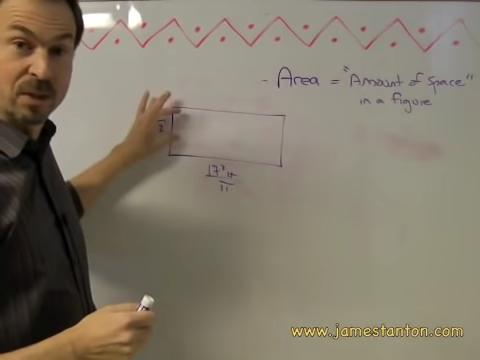 - Area = "Amount of space"
in a figure
www.jamestanton.com